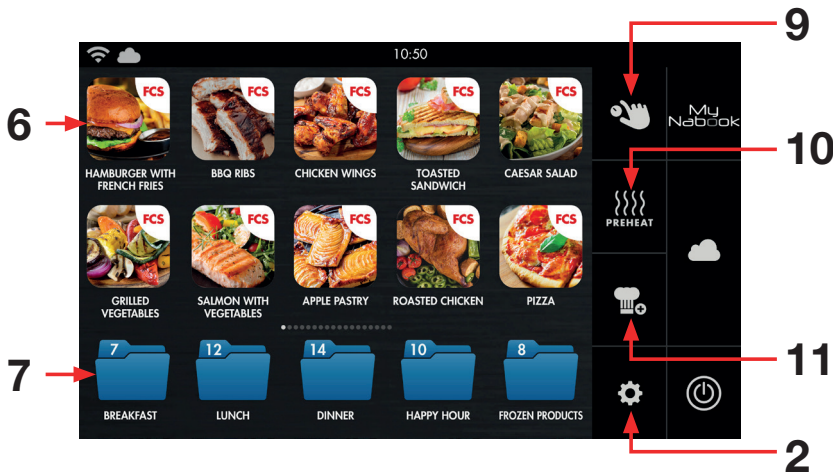 9
10:50
6
FCS
FCS
FCS
FCS
FCS
My
Nabook
10
HAMBURGER WITH
FRENCH FRIES
BBQ RIBS
CHICKEN WINGS
TOASTED
SANDWICH
CAESAR SALAD
PREHEAT
FCS
FCS
FCS
FCS
FCS
GRILLED
VEGETABLES
SALMON WITH
VEGETABLES
APPLE PASTRY
ROASTED CHICKEN
PIZZA
11
7
7
12
14
10
8
BREAKFAST
LUNCH
DINNER
HAPPY HOUR
FROZEN PRODUCTS
2